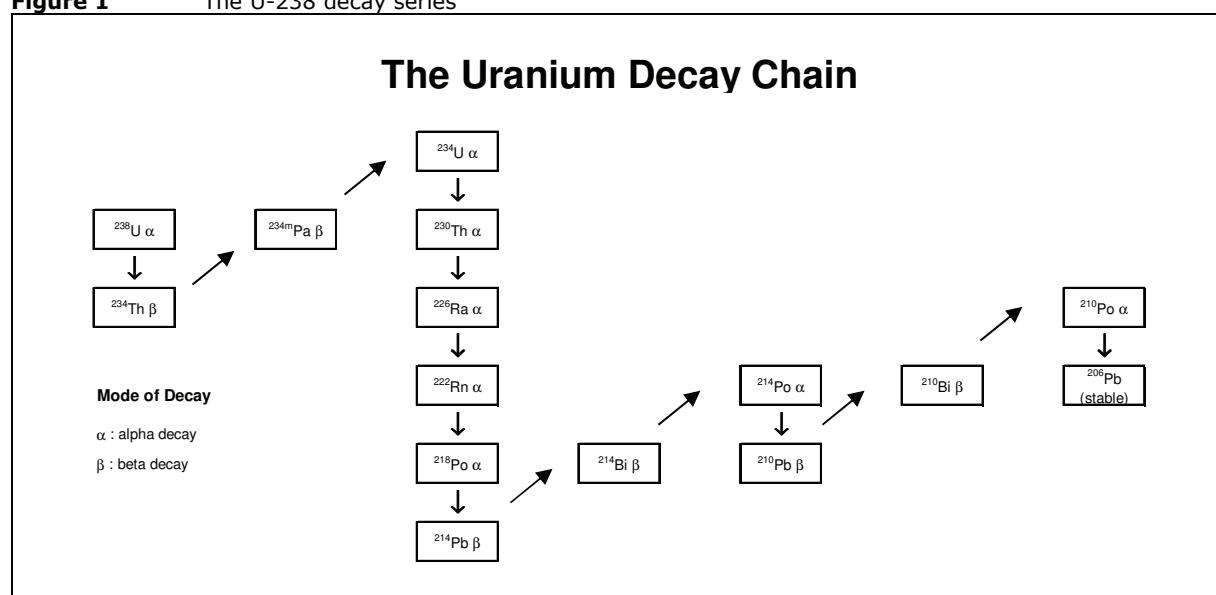 Figure 1 The U-238 decay series
The Uranium Decay Chain
²³⁴U α
²³⁸U α
²³⁴ᵐPa β
²³⁰Th α
²³⁴Th β
²²⁶Ra α
²¹⁰Po α
Mode of Decay
α : alpha decay
β : beta decay
²²²Rn α
²¹⁴Po α
²¹⁰Bi β
²⁰⁶Pb
(stable)
²¹⁸Po α
²¹⁴Bi β
²¹⁰Pb β
²¹⁴Pb β